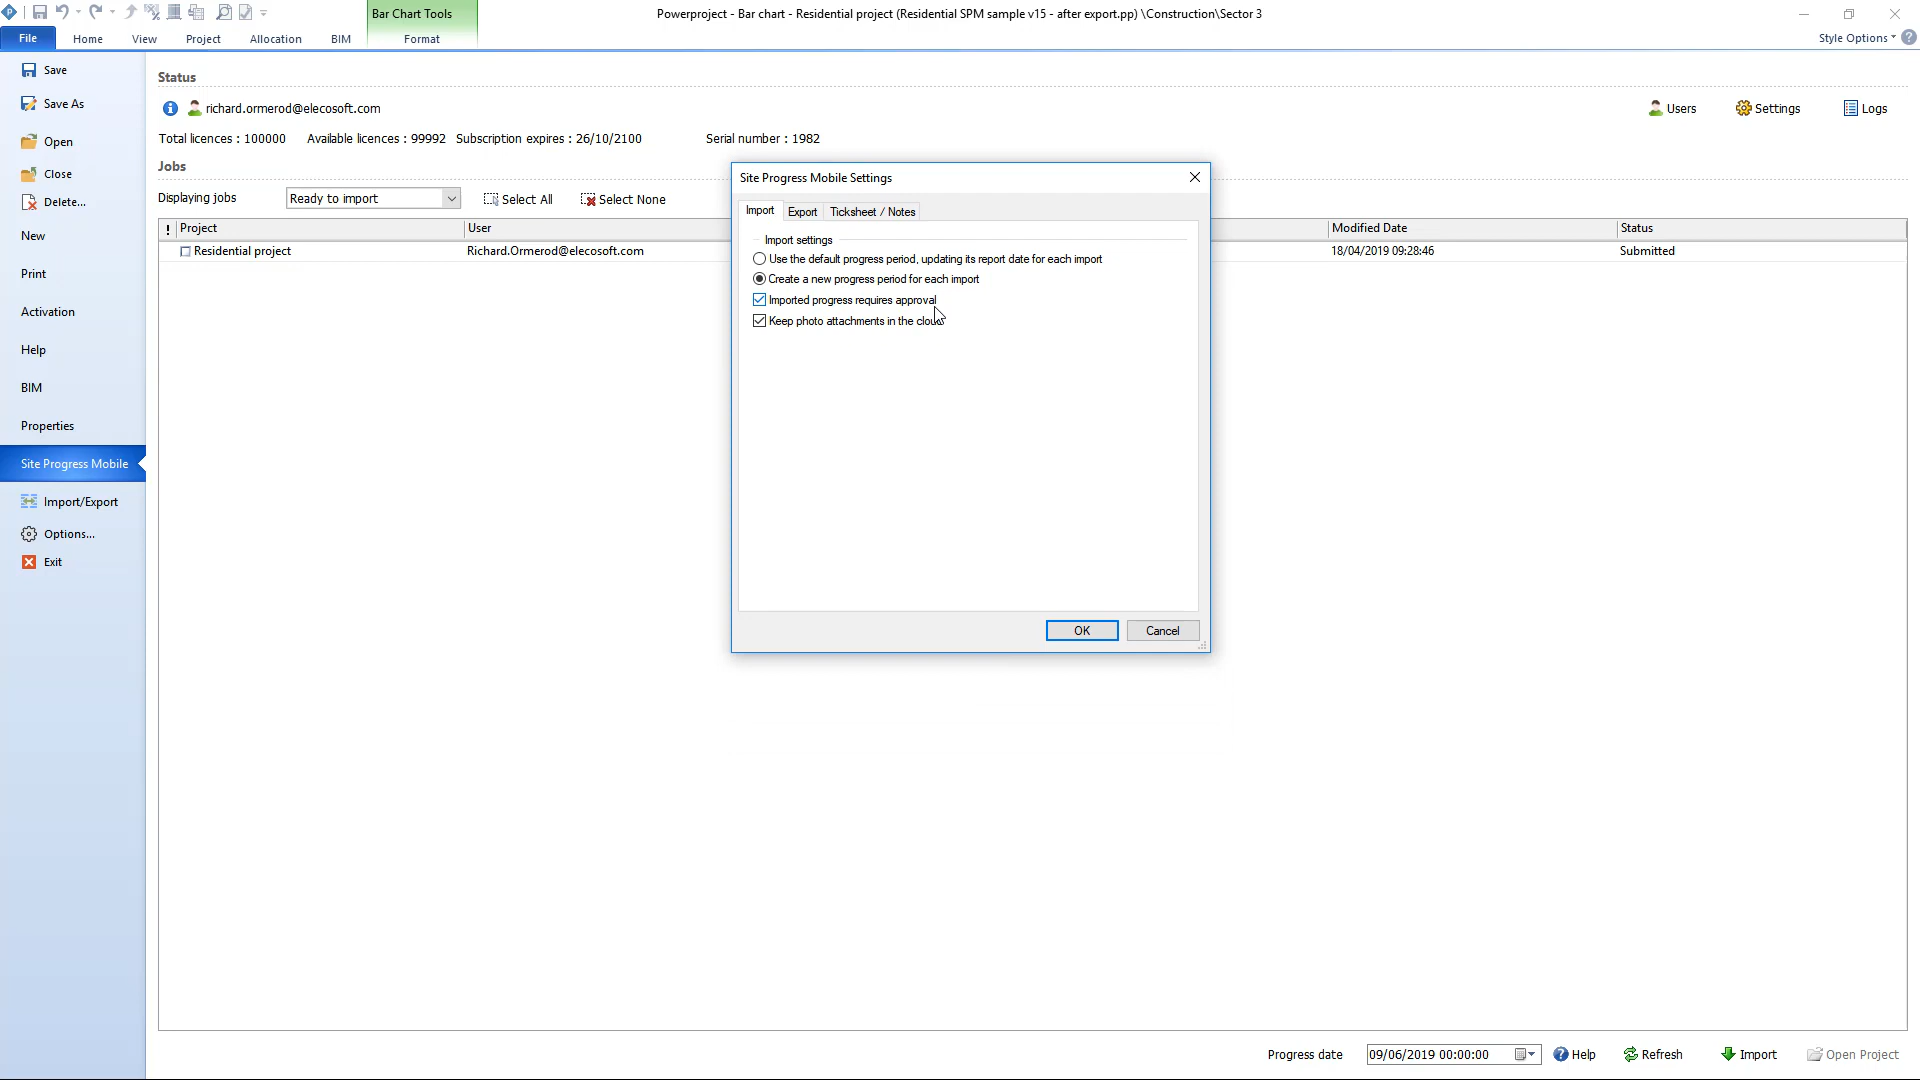 Bar Chart Tools
Powerproject - Bar chart - Residential project (Residential SPM sample v15 - after export.pp) \Construction\Sector 3
File
Home
View
Project
Allocation
BIM
Format
Style Options
Save
Save As
Open
Close
Delete...
New
Print
Activation
Help
BIM
Properties
Site Progress Mobile
Import/Export
Options...
Exit
Status
richard.ormerod@elecosoft.com
Users
Settings
Logs
Total licences : 100000
Available licences : 99992
Subscription expires : 26/10/2100
Serial number : 1982
Jobs
Displaying jobs
Ready to import
Select All
Select None
! Project
User
Modified Date
Status
Residential project
Richard.Ormerod@elecosoft.com
18/04/2019 09:28:46
Submitted
Site Progress Mobile Settings
Import
Export
Ticksheet / Notes
Import settings
Use the default progress period, updating its report date for each import
Create a new progress period for each import
Imported progress requires approval
Keep photo attachments in the cloud
OK
Cancel
Progress date
09/06/2019 00:00:00
Help
Refresh
Import
Open Project